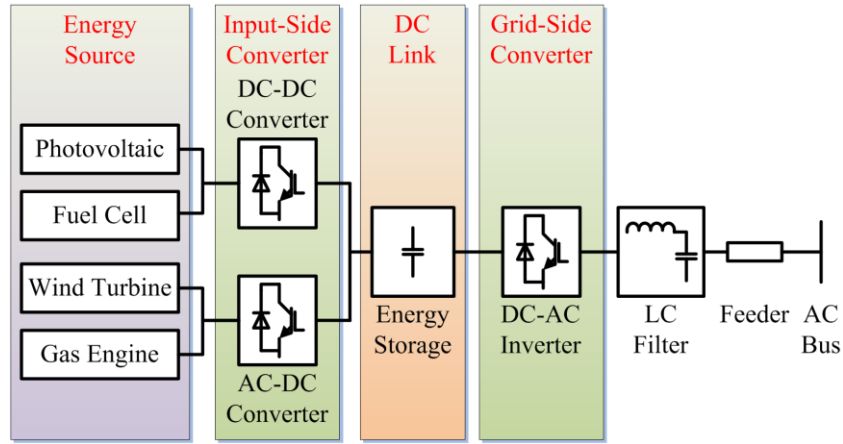 Energy
Source
Input-Side
Converter
DC
Link
Grid-Side
Converter
DC-DC
Converter
Photovoltaic
Fuel Cell
Wind Turbine
Gas Engine
AC-DC
Converter
Energy
Storage
DC-AC
Inverter
LC
Filter
Feeder
AC
Bus